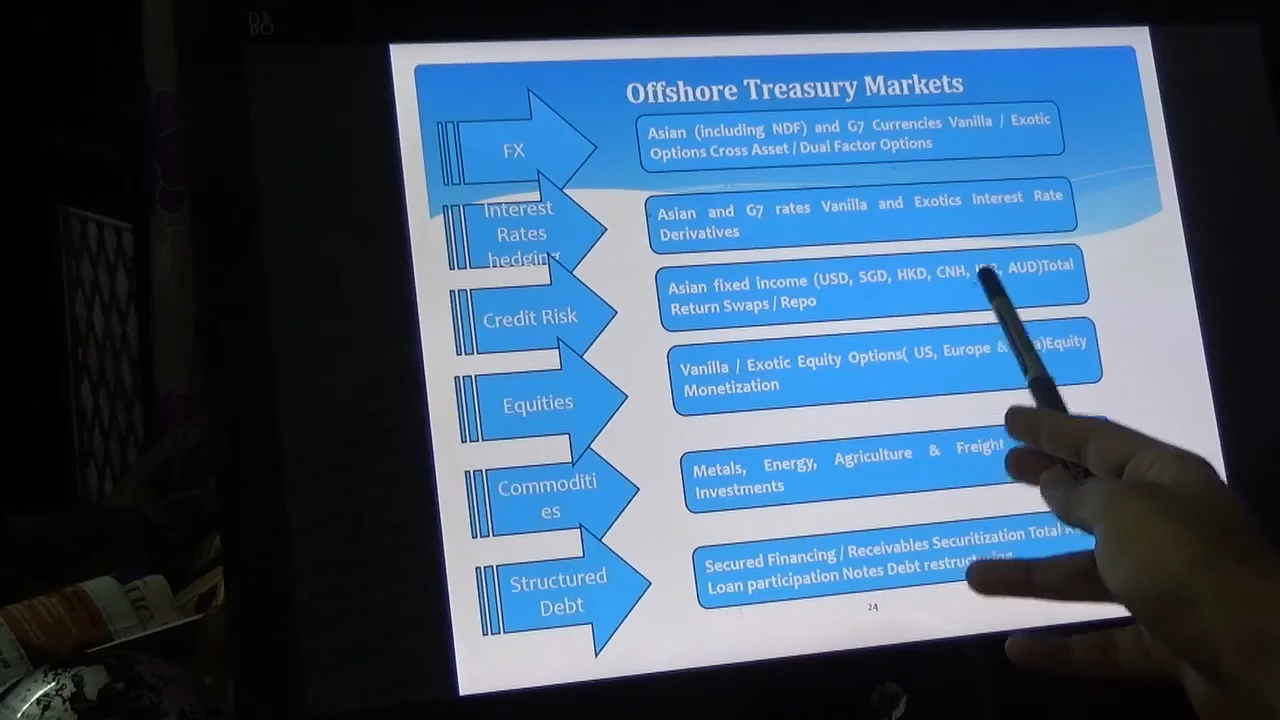 Offshore Treasury Markets
FX
Asian (including NDF) and G7 Currencies Vanilla / Exotic
Options Cross Asset / Dual Factor Options
Interest
Rates
hedging
Asian and G7 rates Vanilla and Exotics Interest Rate
Derivatives
Credit Risk
Asian fixed income (USD, SGD, HKD, CNH, AUD)Total
Return Swaps / Repo
Equities
Vanilla / Exotic Equity Options( US, Europe Equity
Monetization
Commoditi
es
Metals, Energy, Agriculture & Freight
Investments
Structured
Debt
Secured Financing / Receivables Securitization Total
Loan participation Notes Debt
24